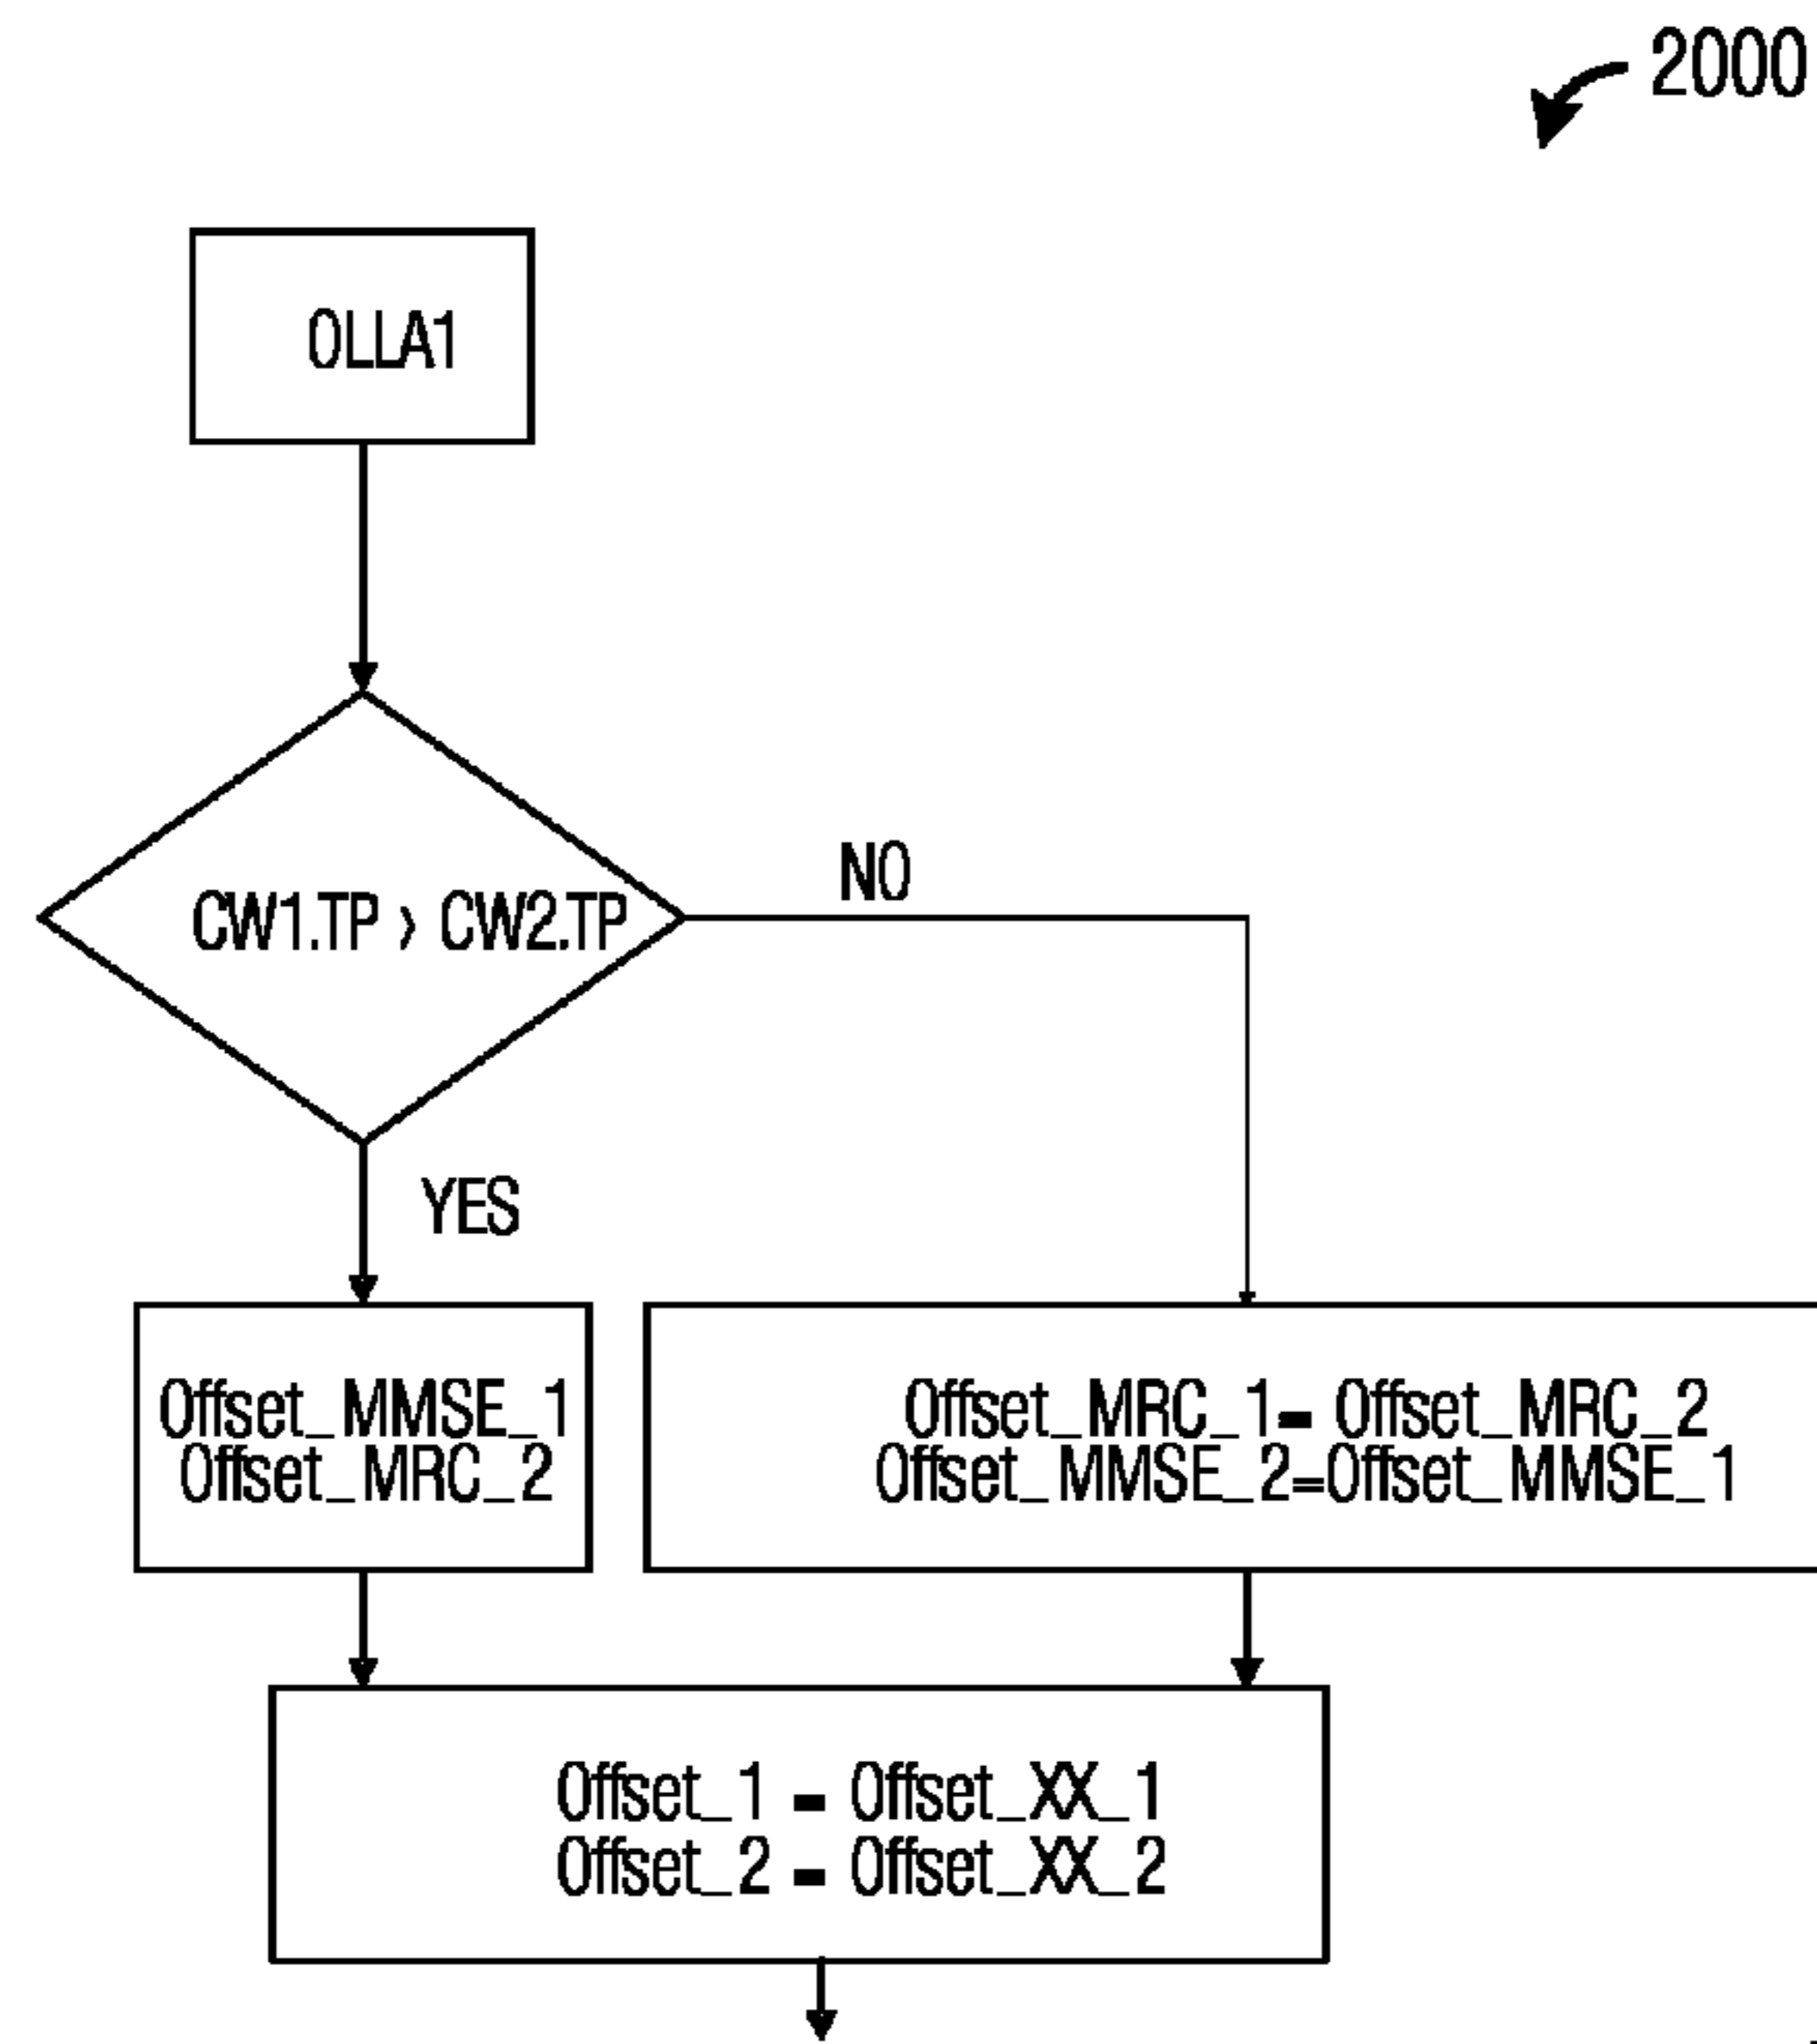 2000
OLLA1
CW1.TP > CW2.TP
NO
YES
Offset_MMSE_1
Offset_MRC_2
Offset_MRC_1= Offset_MRC_2
Offset_MMSE_2=Offset_MMSE_1
Offset_1 = Offset_XX_1
Offset_2 = Offset_XX_2